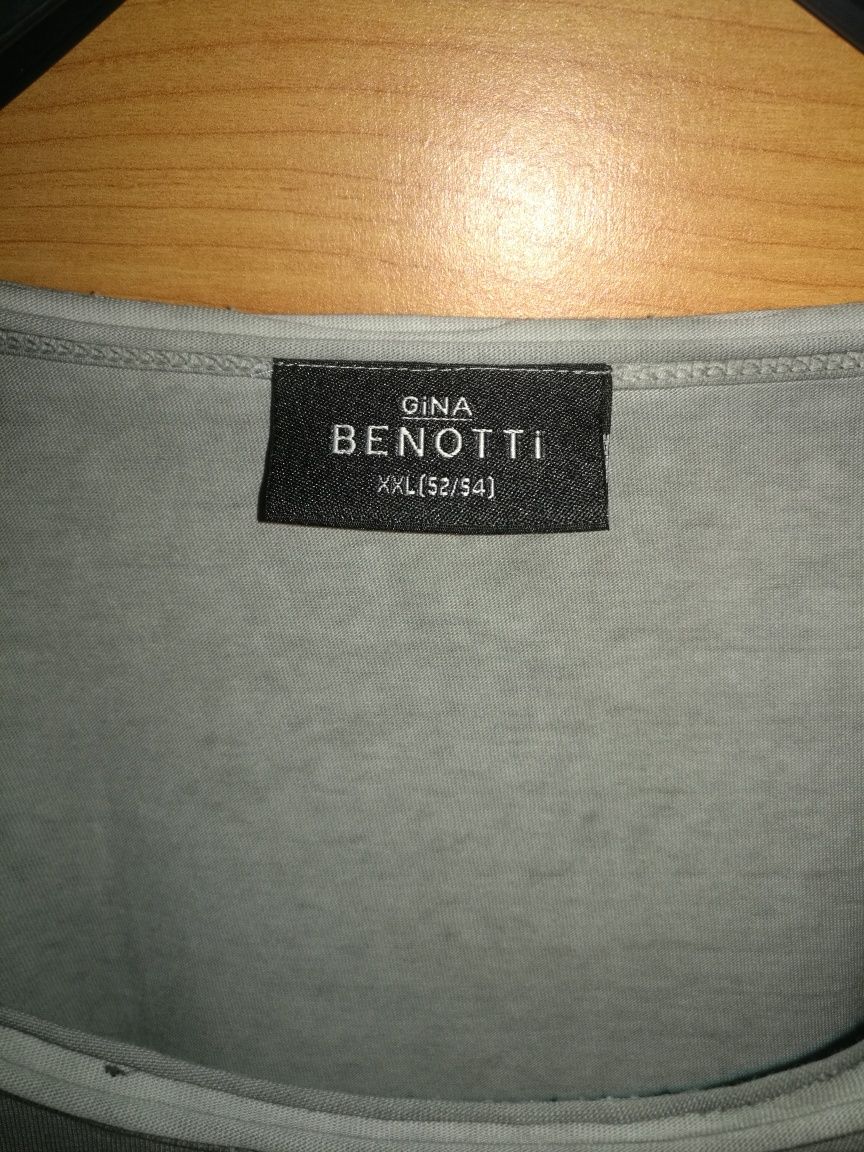 GiNA
BENOTTi
XXL(52/54)